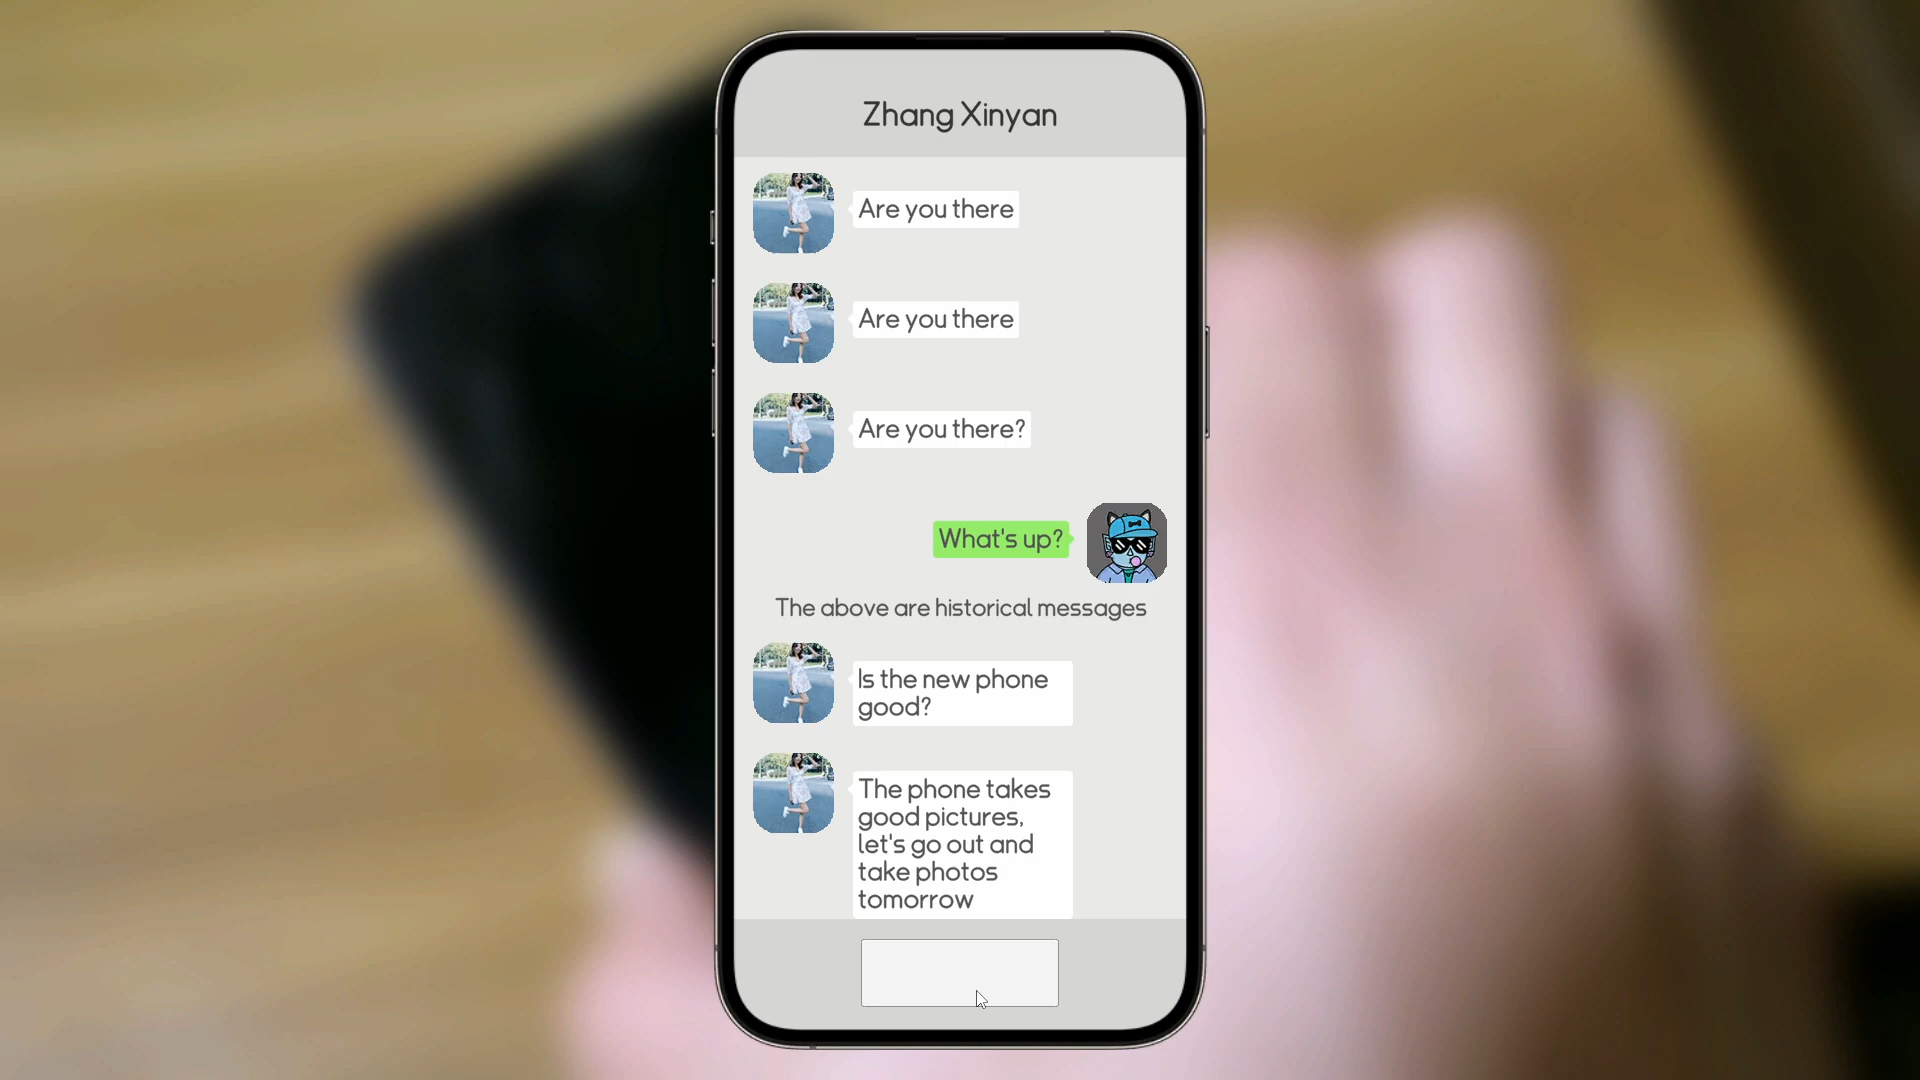 Zhang Xinyan
Are you there
Are you there
Are you there?
What's up?
The above are historical messages
Is the new phone
good?
The phone takes
good pictures,
let's go out and
take photos
tomorrow